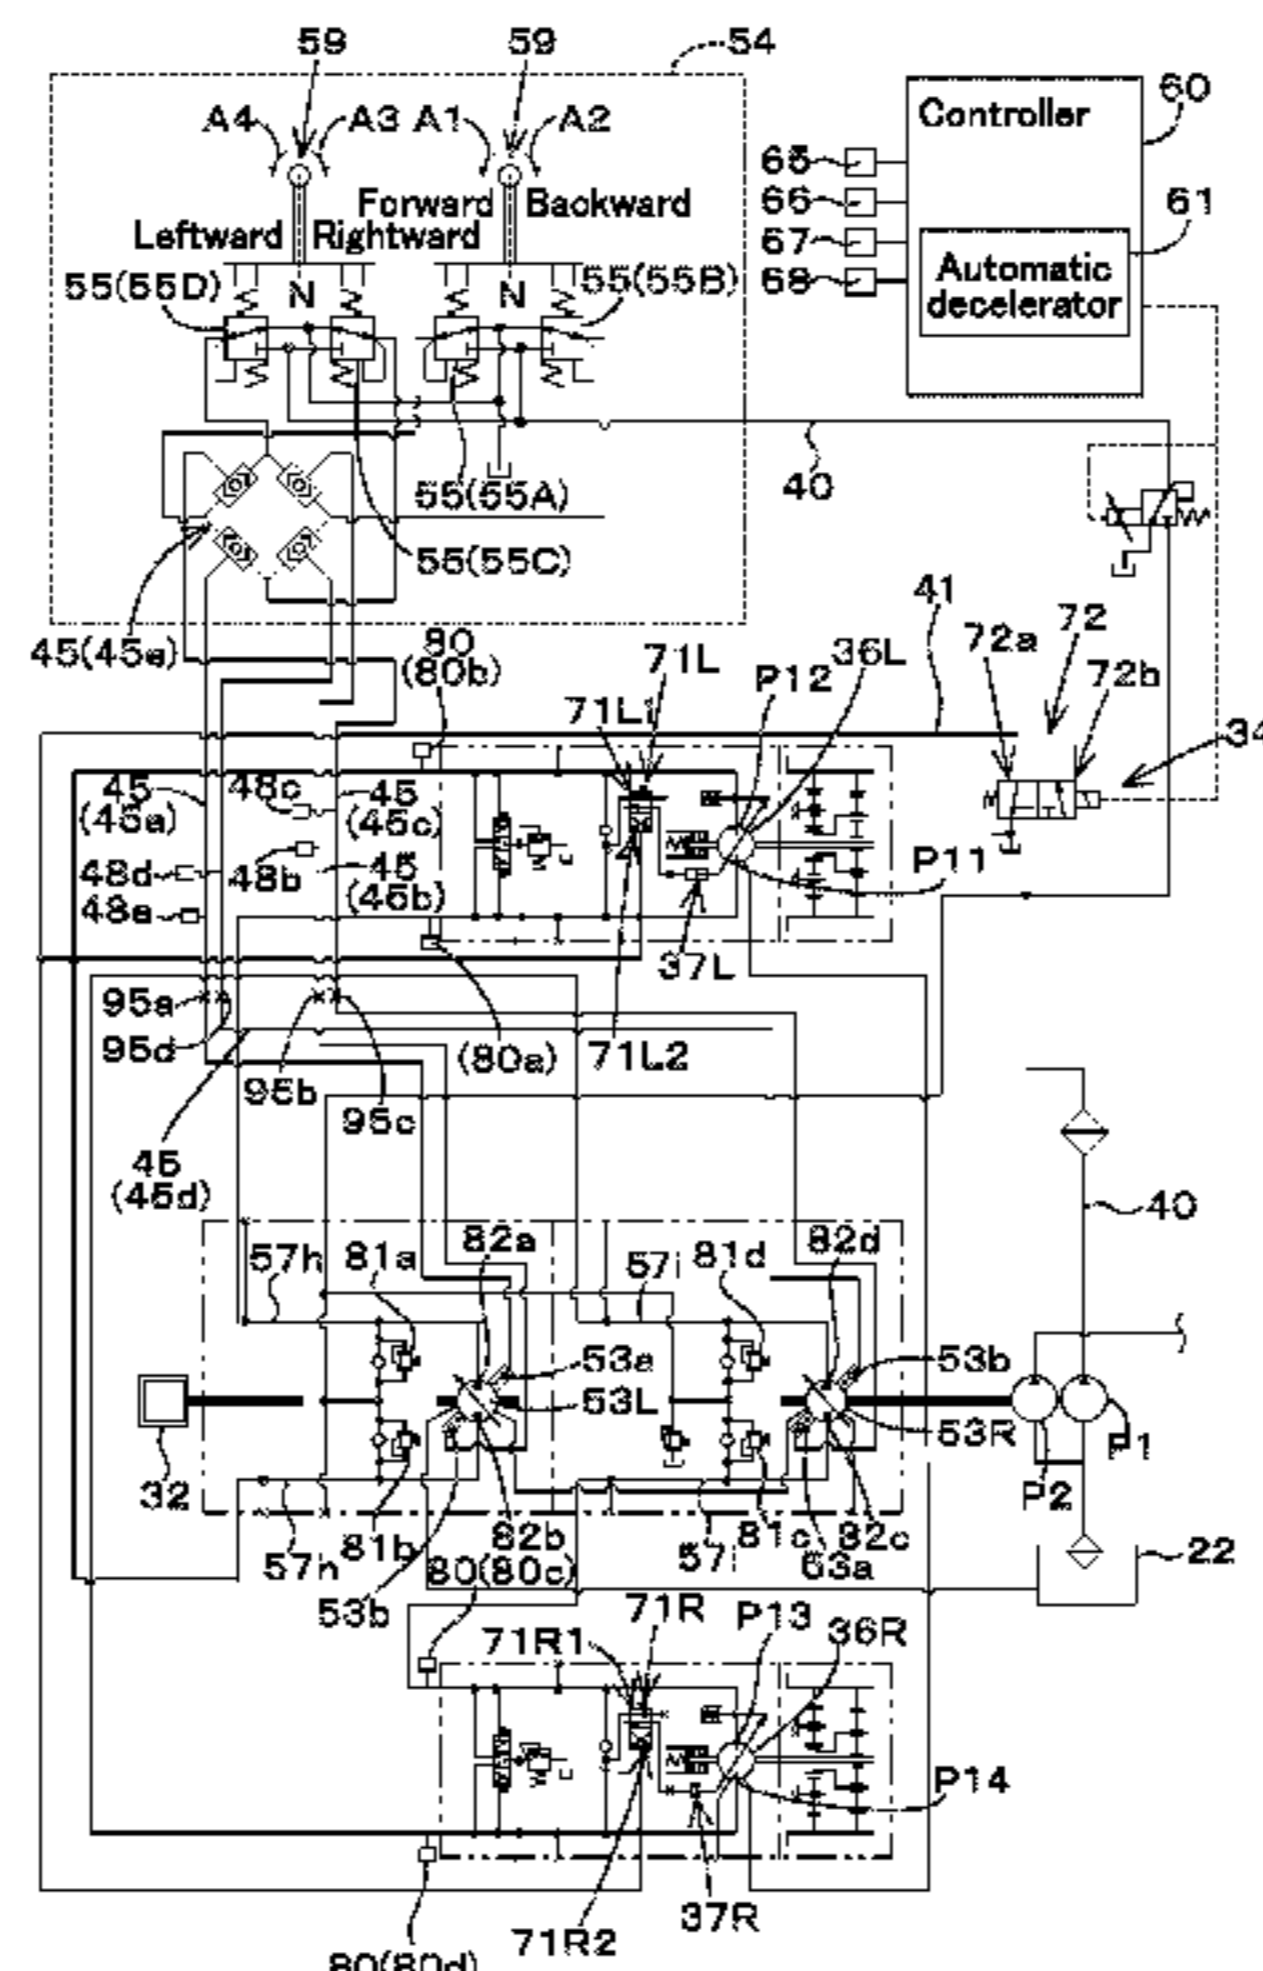 59 59 54
60
A4 A3 A1 A2
Controller
65
66
67
68
61
Forward Backward
Leftward Rightward
Automatic
decelerator
N N
55(55D)
55(55B)
55(55A)
55(55C)
40
45(45e)
80
(80b)
71L
71L1
P12
36L
41
72a
72
72b
34
45
(45a)
48c
45
(45c)
48d
48b
45
(45b)
48a
P11
37L
95a
95d
95b
95c
(80a)
71L2
45
(45d)
40
57h
81a
82a
57i
81d
82d
53a
53L
53b
53R
32
P2
P1
57h
81b
53b
82b
80(80c)
57i
81c
53a
82c
22
71R
71R1
P13
36R
P14
37R
71R2
80(80d)